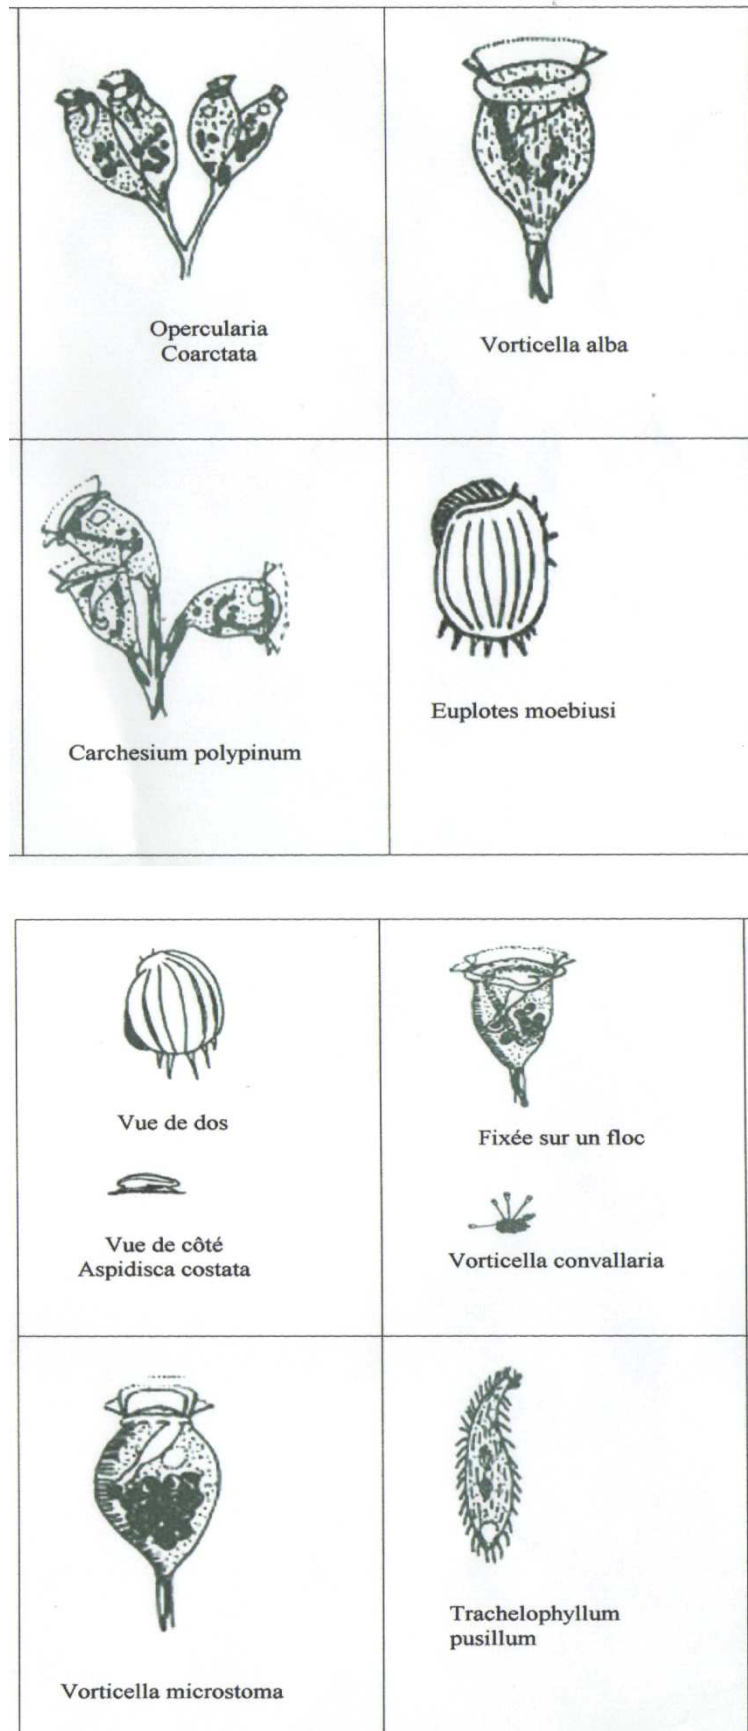 Opercularia
Coarctata
Vorticella alba
Carchesium polypinum
Euplotes moebiusi
Vue de dos
Vue de côté
Aspidisca costata
Fixée sur un floc
Vorticella convallaria
Vorticella microstoma
Trachelophyllum
pusillum